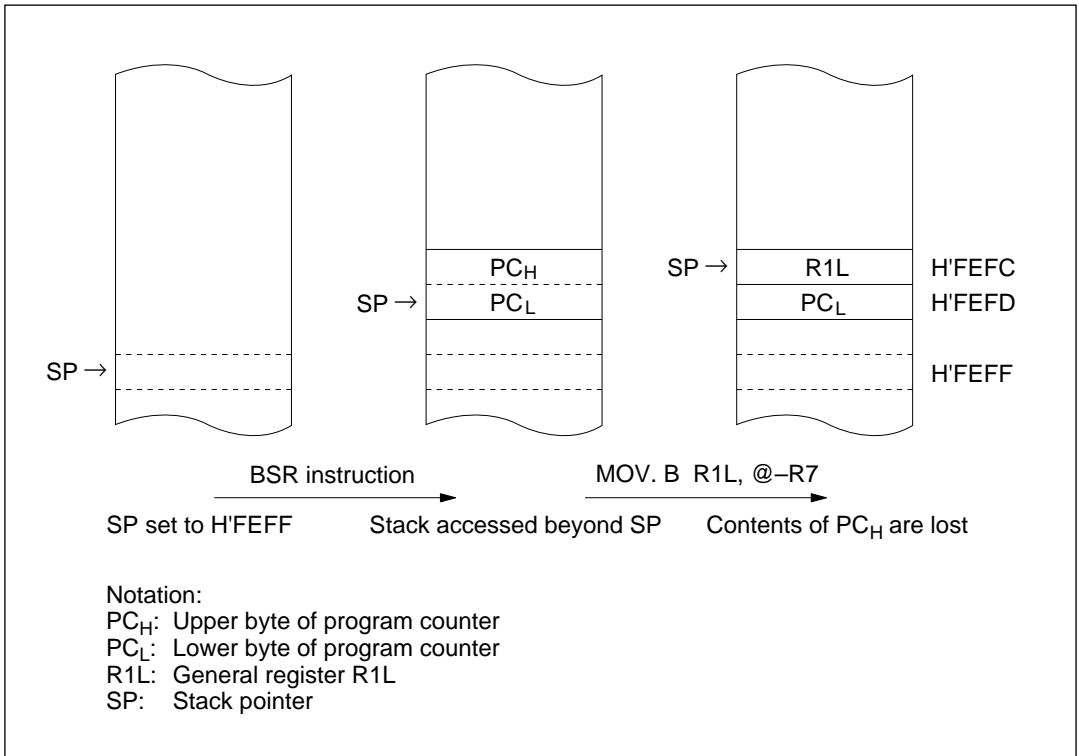 PCH
SP → R1L H'FEFC
SP → PCL PCL H'FEFD
SP → H'FEFF
BSR instruction MOV. B R1L, @–R7
SP set to H'FEFF Stack accessed beyond SP Contents of PCH are lost
Notation:
PCH: Upper byte of program counter
PCL: Lower byte of program counter
R1L: General register R1L
SP: Stack pointer